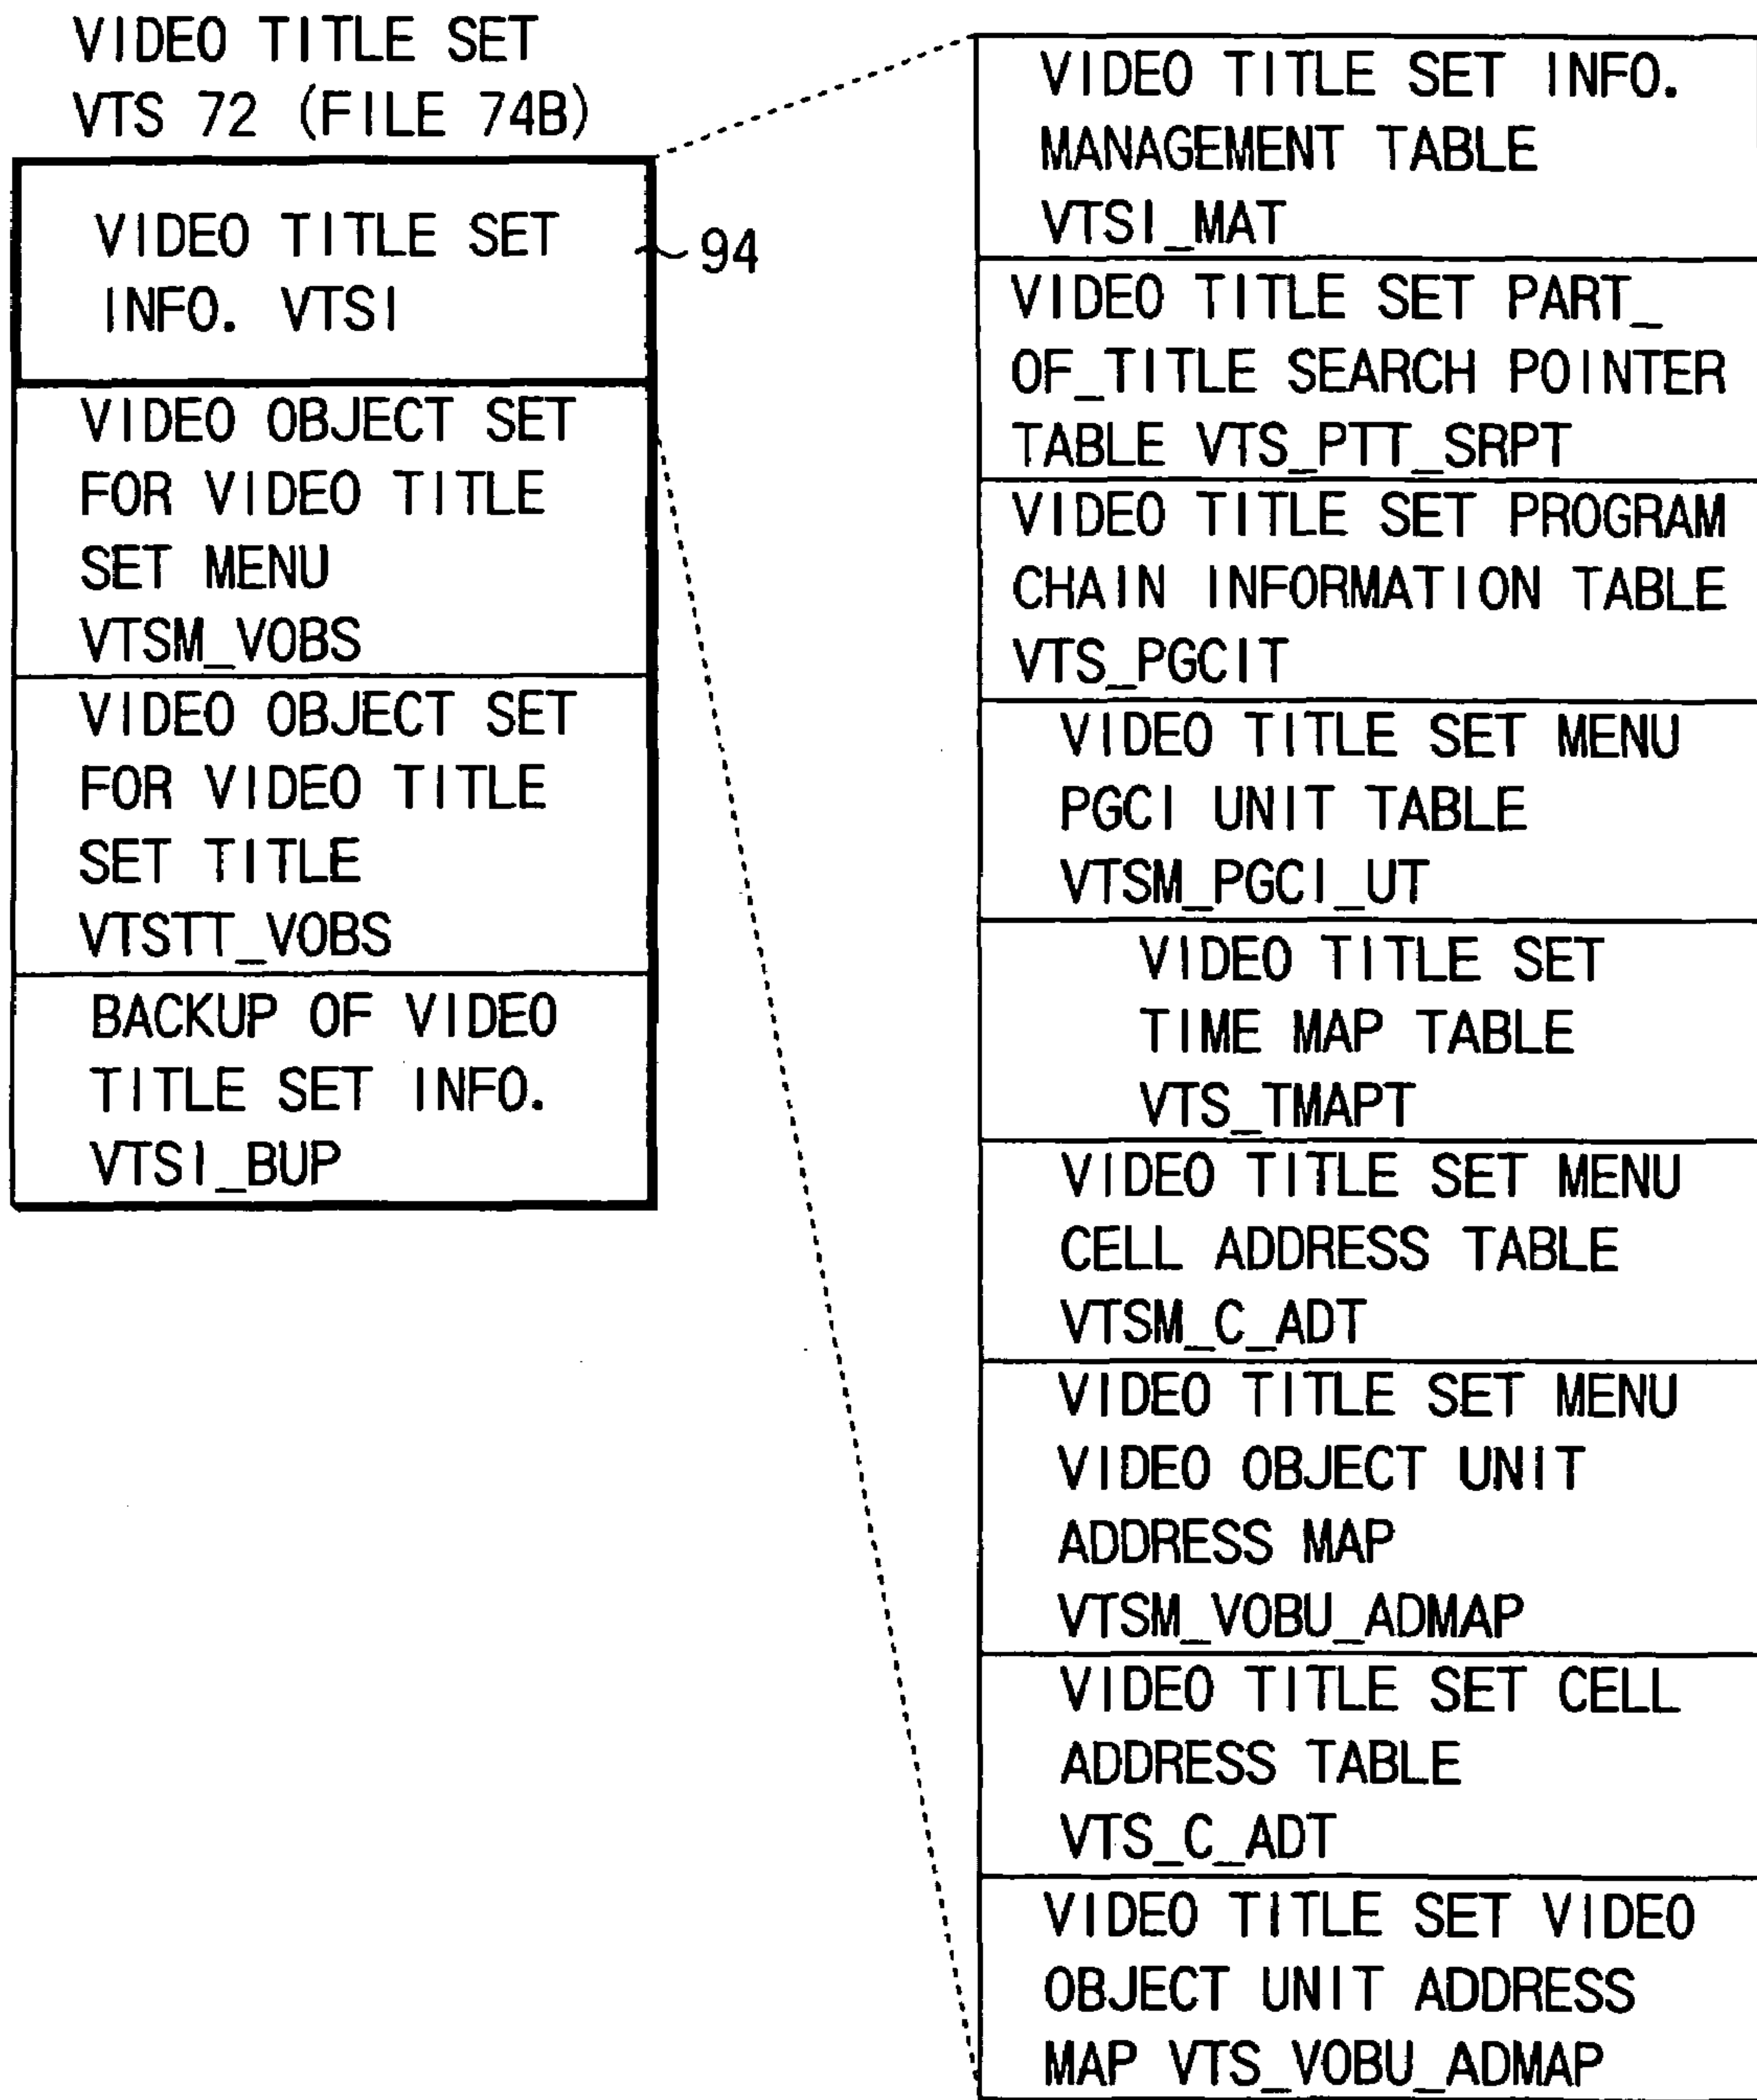 VIDEO TITLE SET
VTS 72 (FILE 74B)
VIDEO TITLE SET
INFO. VTSI
94
VIDEO OBJECT SET
FOR VIDEO TITLE
SET MENU
VTSM_VOBS
VIDEO OBJECT SET
FOR VIDEO TITLE
SET TITLE
VTSTT_VOBS
BACKUP OF VIDEO
TITLE SET INFO.
VTSI_BUP
VIDEO TITLE SET INFO.
MANAGEMENT TABLE
VTSI_MAT
VIDEO TITLE SET PART_
OF_TITLE SEARCH POINTER
TABLE VTS_PTT_SRPT
VIDEO TITLE SET PROGRAM
CHAIN INFORMATION TABLE
VTS_PGCIT
VIDEO TITLE SET MENU
PGCI UNIT TABLE
VTSM_PGCI_UT
VIDEO TITLE SET
TIME MAP TABLE
VTS_TMAPT
VIDEO TITLE SET MENU
CELL ADDRESS TABLE
VTSM_C_ADT
VIDEO TITLE SET MENU
VIDEO OBJECT UNIT
ADDRESS MAP
VTSM_VOBU_ADMAP
VIDEO TITLE SET CELL
ADDRESS TABLE
VTS_C_ADT
VIDEO TITLE SET VIDEO
OBJECT UNIT ADDRESS
MAP VTS_VOBU_ADMAP